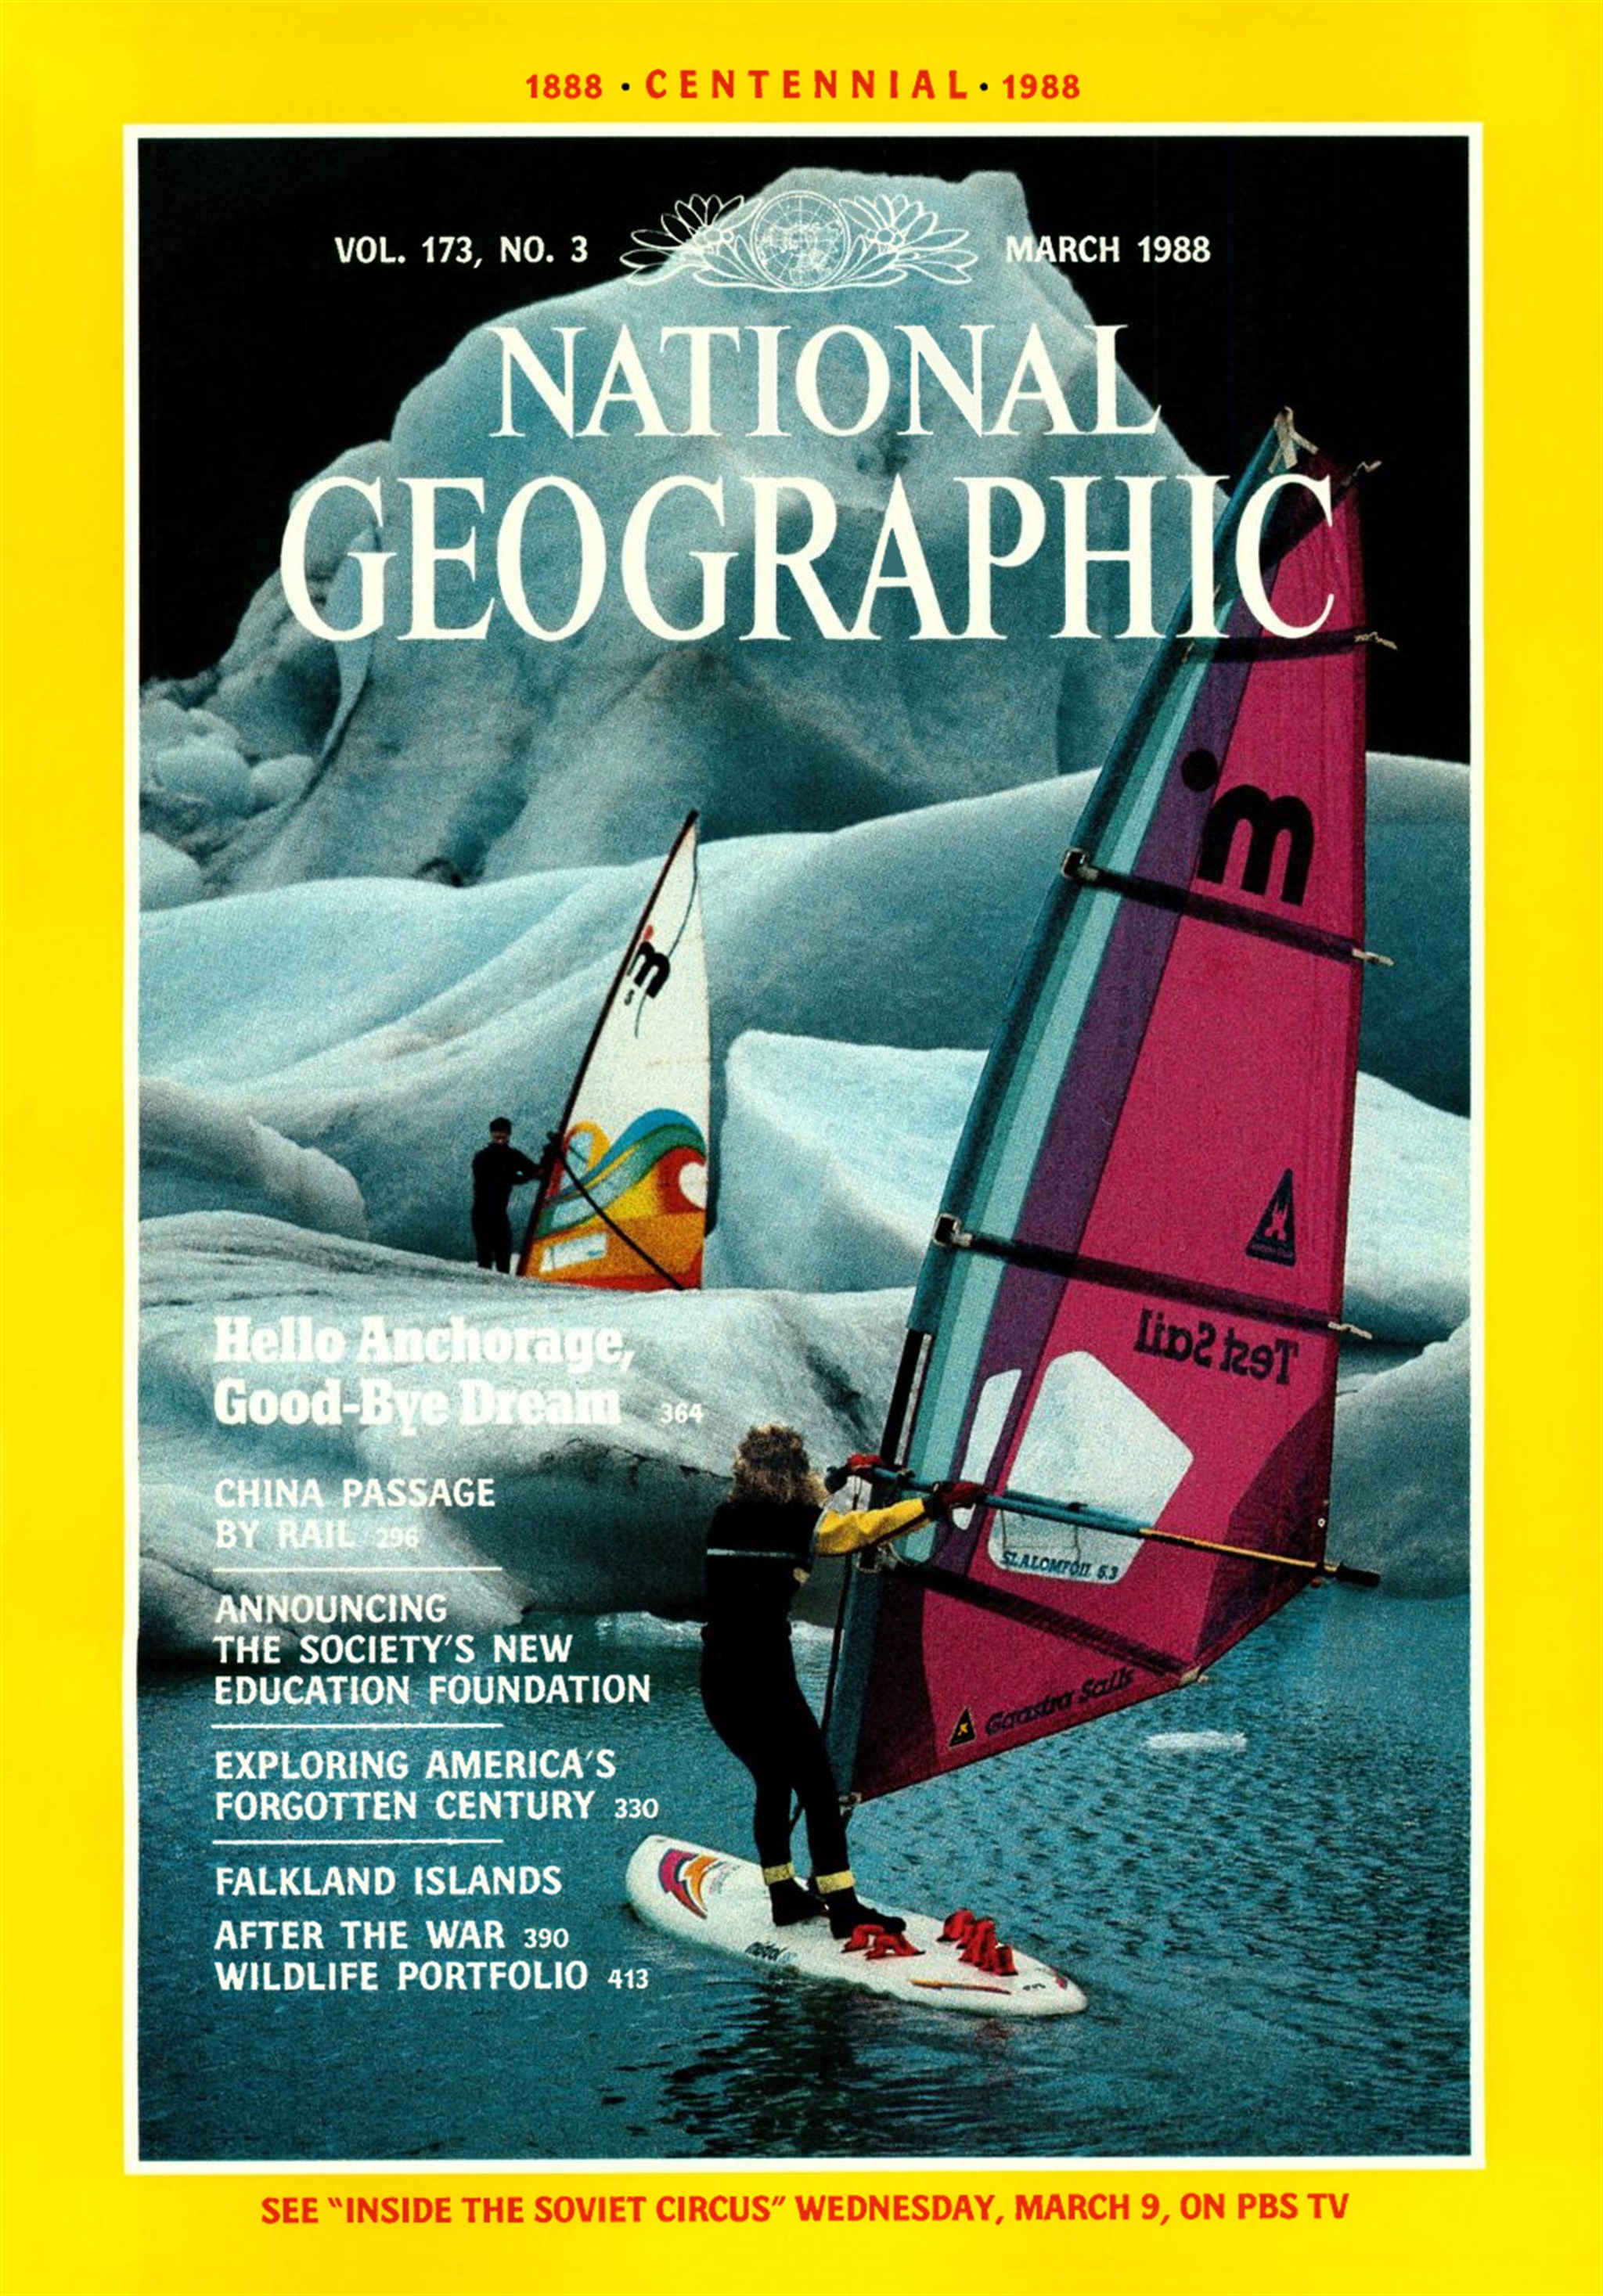 1888 • CENTENNIAL • 1988
VOL. 173, NO. 3
MARCH 1988
NATIONAL
GEOGRAPHIC
m
m
Test Sail
SLALOMFOIL 5.3
Gaastra Sails
Hello Anchorage,
Good-Bye Dream 364
CHINA PASSAGE
BY RAIL 296
ANNOUNCING
THE SOCIETY'S NEW
EDUCATION FOUNDATION
EXPLORING AMERICA'S
FORGOTTEN CENTURY 330
FALKLAND ISLANDS
AFTER THE WAR 390
WILDLIFE PORTFOLIO 413
SEE "INSIDE THE SOVIET CIRCUS" WEDNESDAY, MARCH 9, ON PBS TV